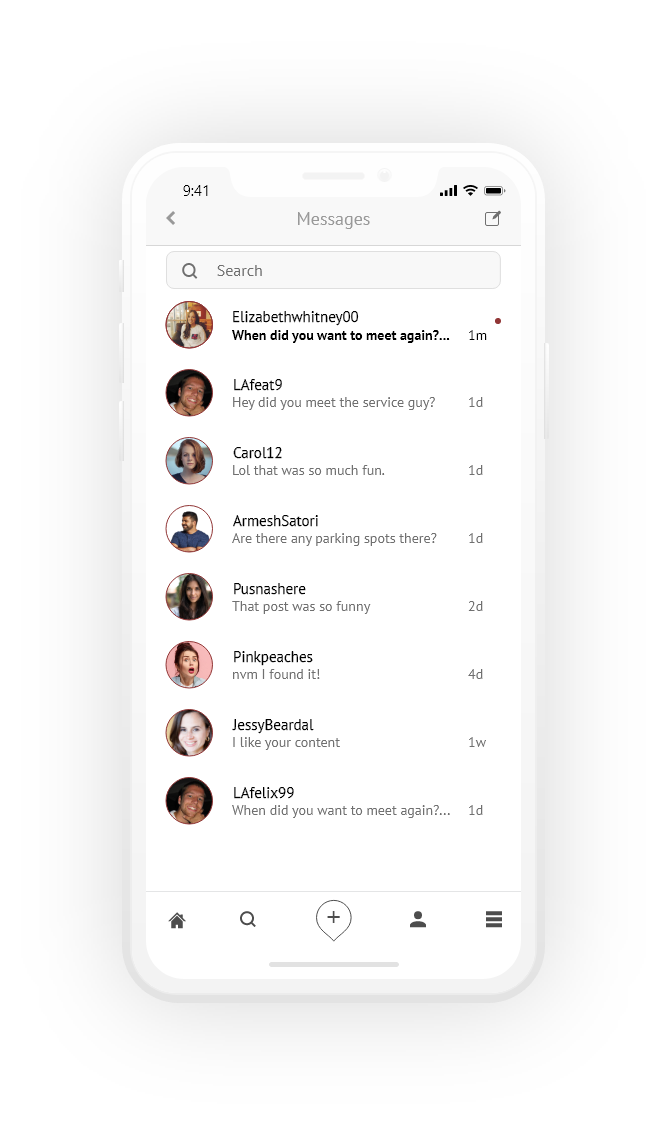 9:41
Messages
Search
Elizabethwhitney00
When did you want to meet again?... 1m
LAfeat9
Hey did you meet the service guy? 1d
Carol12
Lol that was so much fun. 1d
ArmeshSatori
Are there any parking spots there? 1d
Pusnashere
That post was so funny 2d
Pinkpeaches
nvm I found it! 4d
JessyBeardal
I like your content 1w
LAfelix99
When did you want to meet again?... 1d